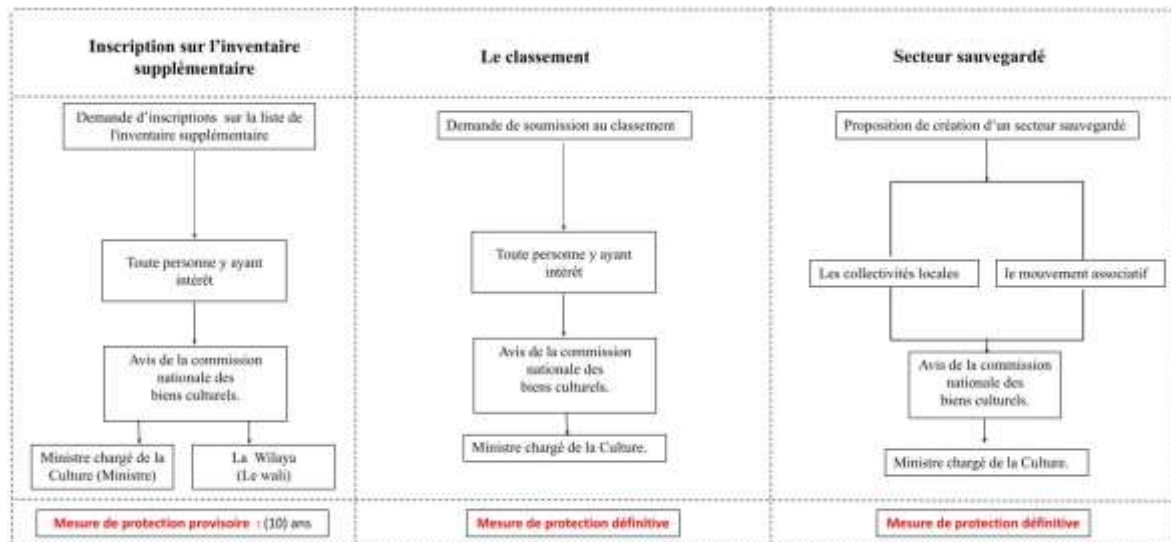 Inscription sur l'inventaire
supplémentaire
Le classement
Secteur sauvegardé
Demande d'inscriptions sur la liste de
l'inventaire supplémentaire
Toute personne y ayant
intérêt
Avis de la commission
nationale des
biens culturels.
Ministre chargé de la
Culture (Ministre)
La Wilaya
(Le wali)
Demande de soumission au classement
Toute personne y ayant
intérêt
Avis de la commission
nationale des
biens culturels.
Ministre chargé de la Culture.
Proposition de création d'un secteur sauvegardé
Les collectivités locales
le mouvement associatif
Avis de la commission
nationale des
biens culturels.
Ministre chargé de la Culture.
Mesure de protection provisoire : (10) ans
Mesure de protection définitive
Mesure de protection définitive